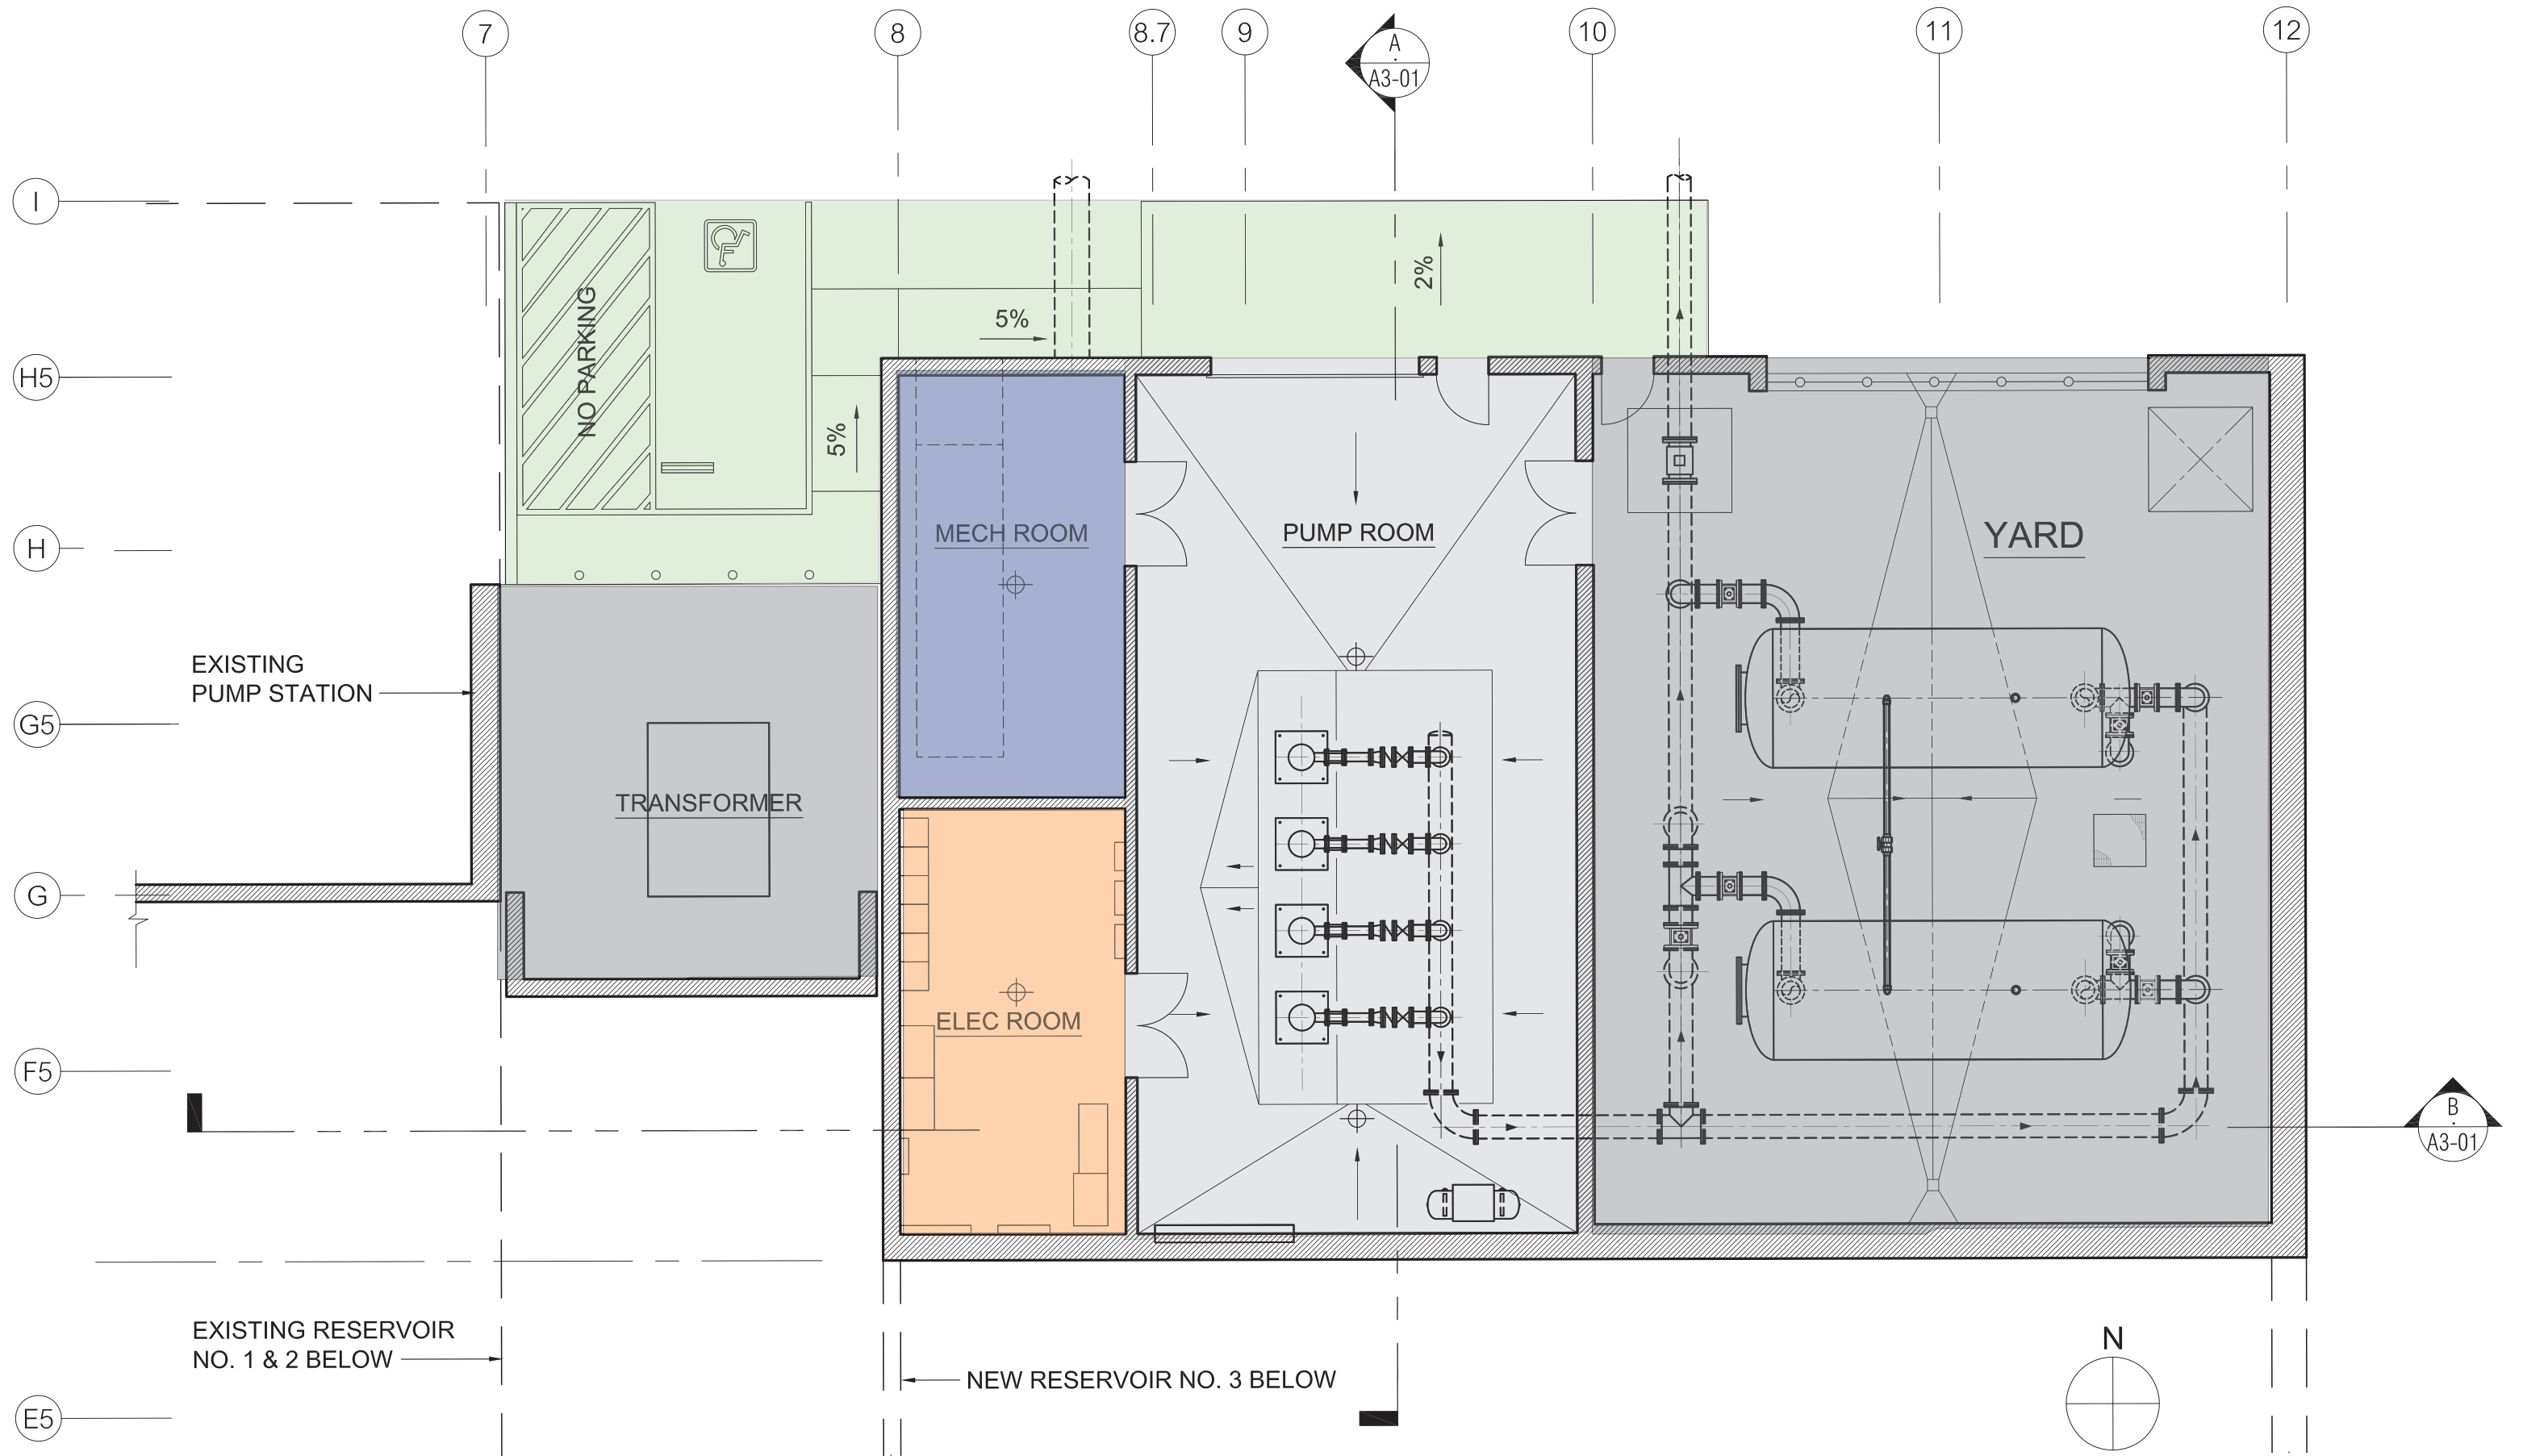 7
8
8.7
9
10
11
12
A
A3-01
I
H5
H
G5
G
F5
E5
NO PARKING
5%
5%
2%
MECH ROOM
PUMP ROOM
YARD
EXISTING
PUMP STATION
TRANSFORMER
ELEC ROOM
B
A3-01
EXISTING RESERVOIR
NO. 1 & 2 BELOW
NEW RESERVOIR NO. 3 BELOW
N